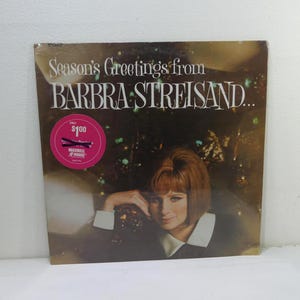 Season's Greetings from
BARBRA STREISAND...
$1.00